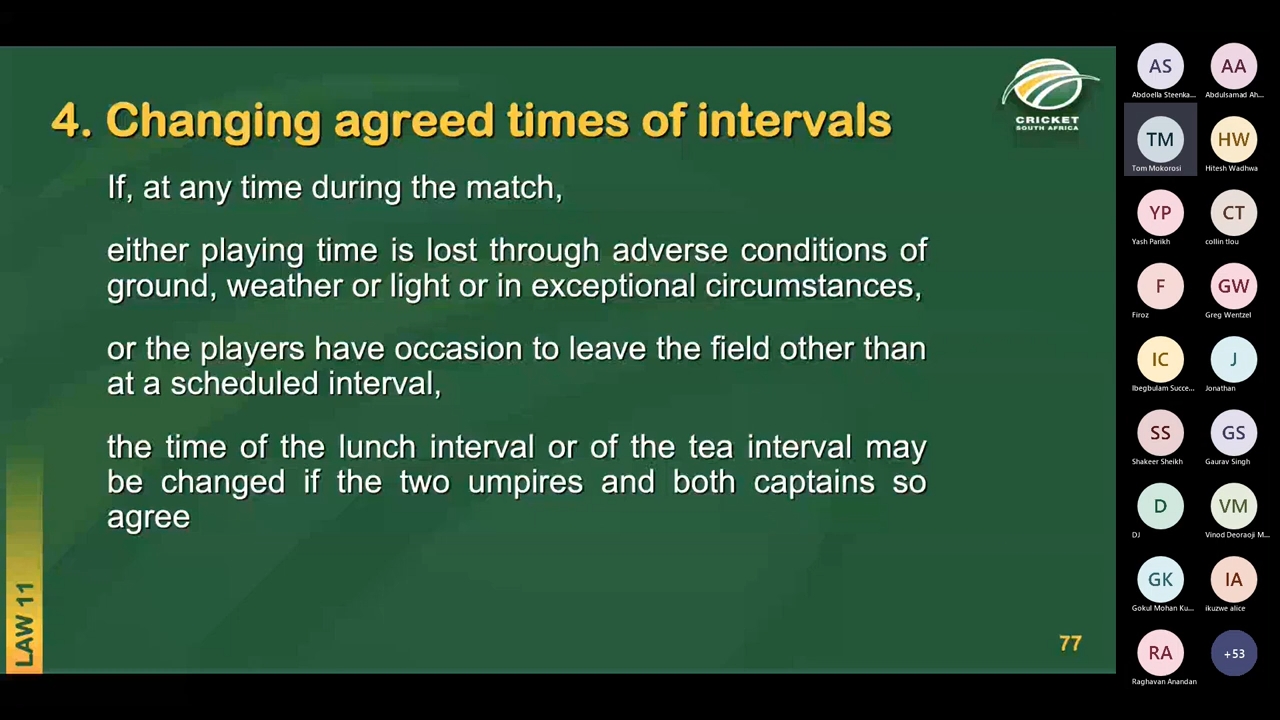 4. Changing agreed times of intervals
CRICKET
SOUTH AFRICA
If, at any time during the match,
either playing time is lost through adverse conditions of
ground, weather or light or in exceptional circumstances,
or the players have occasion to leave the field other than
at a scheduled interval,
the time of the lunch interval or of the tea interval may
be changed if the two umpires and both captains so
agree
LAW 11
77
AS
AA
Abdoella Steenka...
Abdulsamad Ah...
TM
HW
Tom Mokorosi
Hitesh Wadhwa
YP
CT
Yash Parikh
collin tlou
F
GW
Firoz
Greg Wentzel
IC
J
Ibegbulam Succe...
Jonathan
SS
GS
Shakeer Sheikh
Gaurav Singh
D
VM
DJ
Vinod Deoraoji M...
GK
IA
Gokul Mohan Ku...
ikuzwe alice
RA
+53
Raghavan Anandan